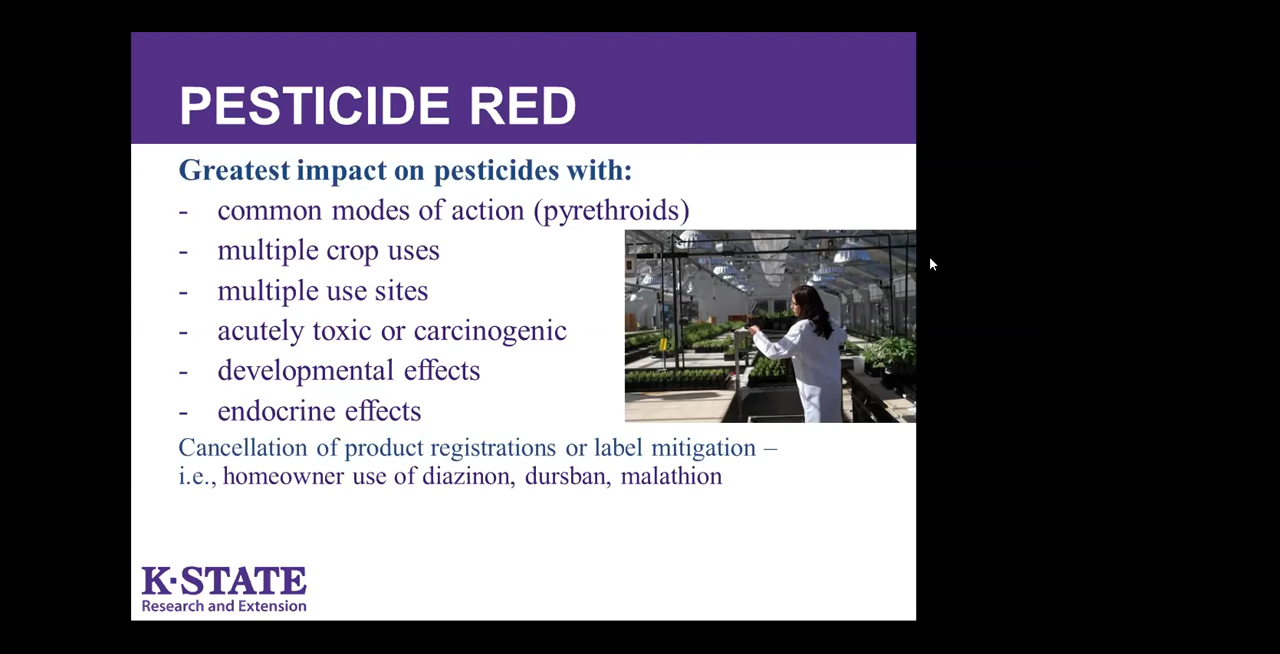 PESTICIDE RED
Greatest impact on pesticides with:
- common modes of action (pyrethroids)
- multiple crop uses
- multiple use sites
- acutely toxic or carcinogenic
- developmental effects
- endocrine effects
Cancellation of product registrations or label mitigation –
i.e., homeowner use of diazinon, dursban, malathion
K·STATE
Research and Extension